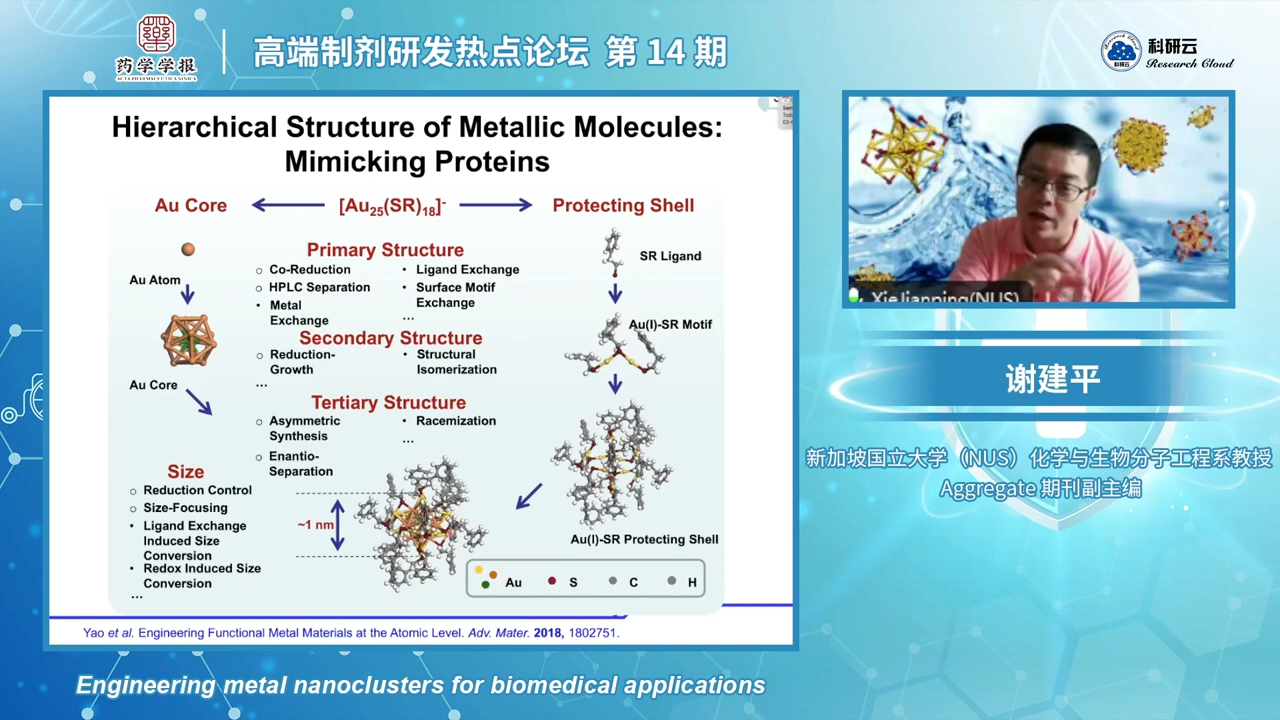 药学学报
ACTA PHARMACEUTICA SINICA
高端制剂研发热点论坛 第 14 期
Research Cloud
科研云
科研云
Research Cloud
Hierarchical Structure of Metallic Molecules:
Mimicking Proteins
Au Core
[Au25(SR)18]-
Protecting Shell
Primary Structure
Au Atom
○ Co-Reduction
○ HPLC Separation
• Metal
Exchange
• Ligand Exchange
• Surface Motif
Exchange
...
SR Ligand
Secondary Structure
Au Core
○ Reduction-
Growth
...
• Structural
Isomerization
Au(I)-SR Motif
Tertiary Structure
○ Asymmetric
Synthesis
○ Enantio-
Separation
• Racemization
...
Size
○ Reduction Control
○ Size-Focusing
• Ligand Exchange
Induced Size
Conversion
• Redox Induced Size
Conversion
...
~1 nm
Au(I)-SR Protecting Shell
Au S C H
Yao et al. Engineering Functional Metal Materials at the Atomic Level. Adv. Mater. 2018, 1802751.
XieJianping(NUS)
谢建平
新加坡国立大学（NUS）化学与生物分子工程系教授
Aggregate 期刊副主编
Engineering metal nanoclusters for biomedical applications